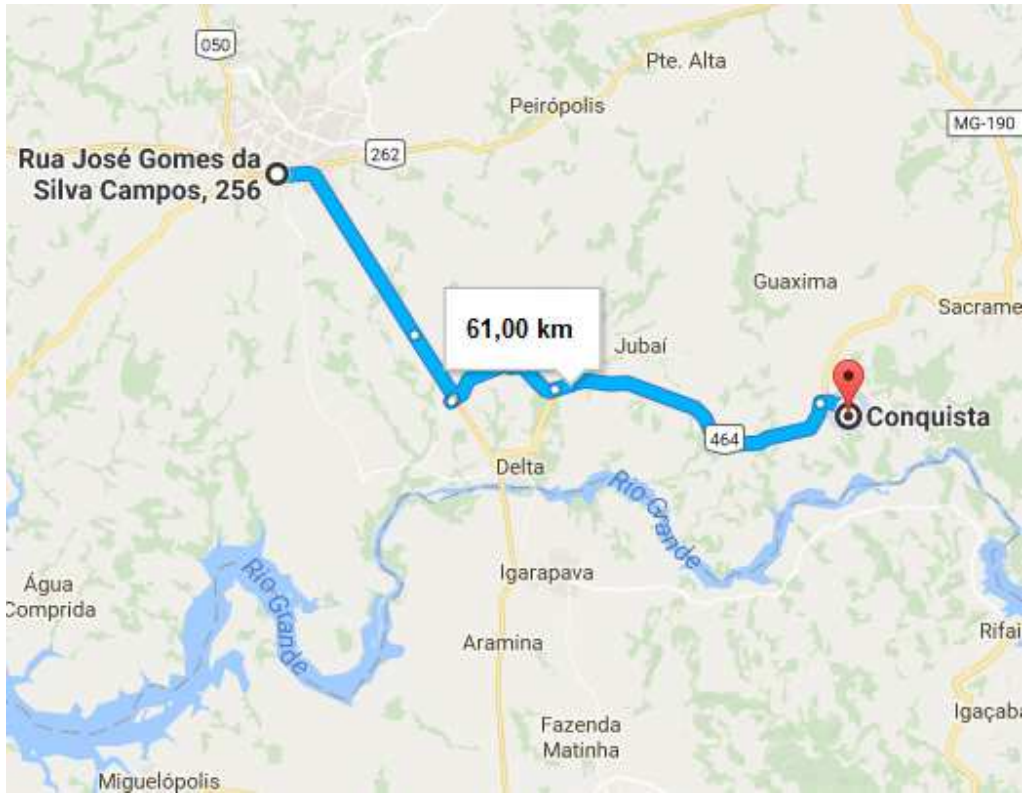 050
Pte. Alta
Peirópolis
MG-190
262
Rua José Gomes da
Silva Campos, 256
Guaxima
Sacrame
61,00 km
Jubaí
Conquista
464
Delta
Rio Grande
Rio Grande
Igarapava
Água
Comprida
Aramina
Rifai
Igaçaba
Fazenda
Matinha
Miguelópolis